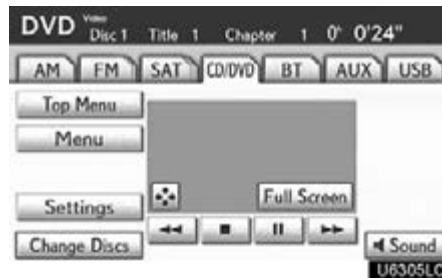 DVD Video Disc 1 Title 1 Chapter 1 0° 0'24"
AM FM SAT CD/DVD BT AUX USB
Top Menu
Menu
Full Screen
Settings
Change Discs
Sound
U6305LC